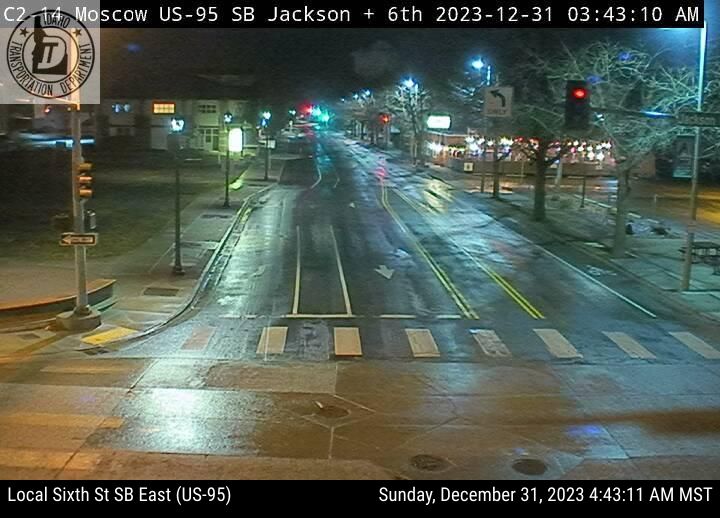 C2-14 Moscow US-95 SB Jackson + 6th 2023-12-31 03:43:10 AM
IDAHO
TRANSPORTATION DEPARTMENT
ONLY
Local Sixth St SB East (US-95)
Sunday, December 31, 2023 4:43:11 AM MST